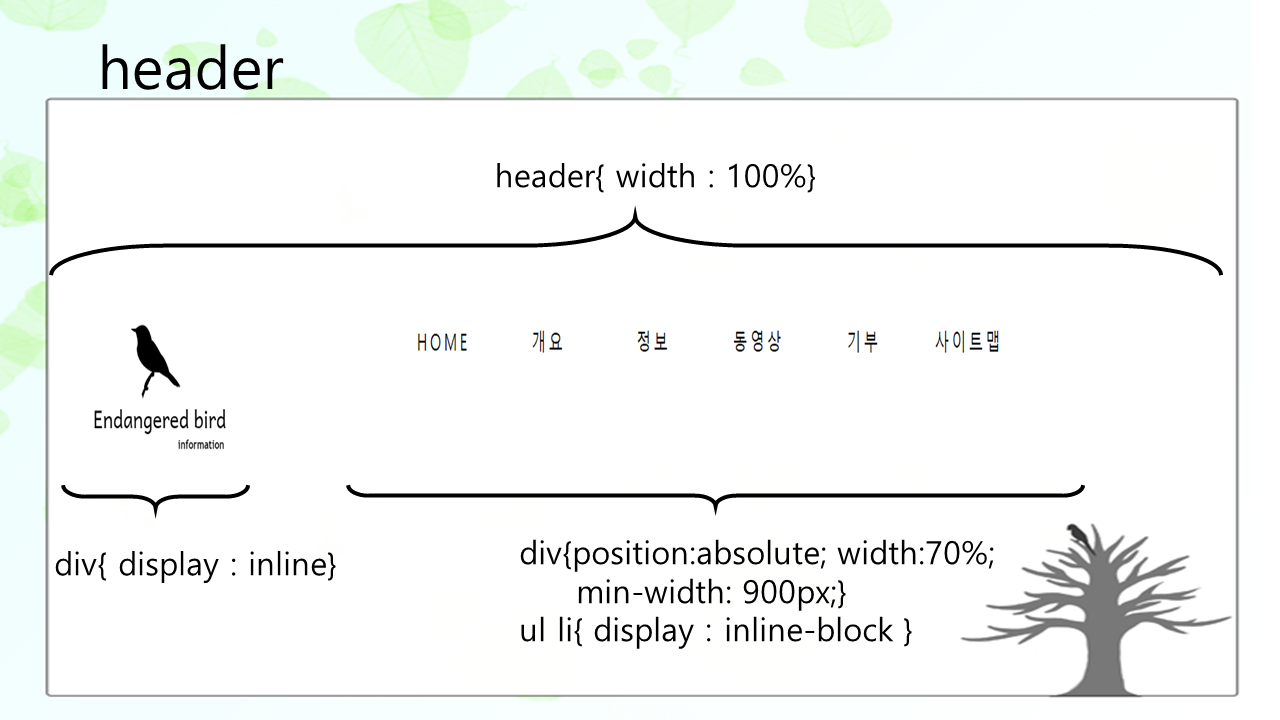 header
header{ width : 100%}
HOME 개요 정보 동영상 기부 사이트맵
Endangered bird
information
div{ display : inline}
div{position:absolute; width:70%;
min-width: 900px;}
ul li{ display : inline-block }